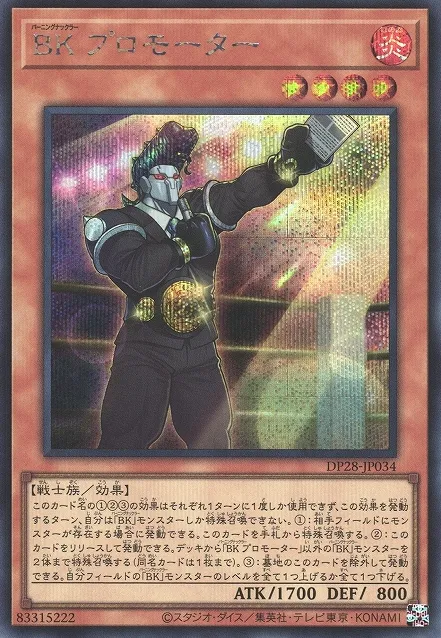 バーニングナックラー
BK プロモーター
炎
DP28-JP034
【戦士族／効果】
このカード名の①②③の効果はそれぞれ1ターンに1度しか使用できず、この効果を発動
するターン、自分は「BK」モンスターしか特殊召喚できない。①：相手フィールドにモン
スターが存在する場合に発動できる。このカードを手札から特殊召喚する。②：この
カードをリリースして発動できる。デッキから「BKプロモーター」以外の「BK」モンスターを
2体まで特殊召喚する（同名カードは1枚まで）。③：墓地のこのカードを除外して発動
できる。自分フィールドの「BK」モンスターのレベルを全て1つ上げるか全て1つ下げる。
ATK/1700 DEF/ 800
83315222
©スタジオ・ダイス／集英社・テレビ東京・KONAMI